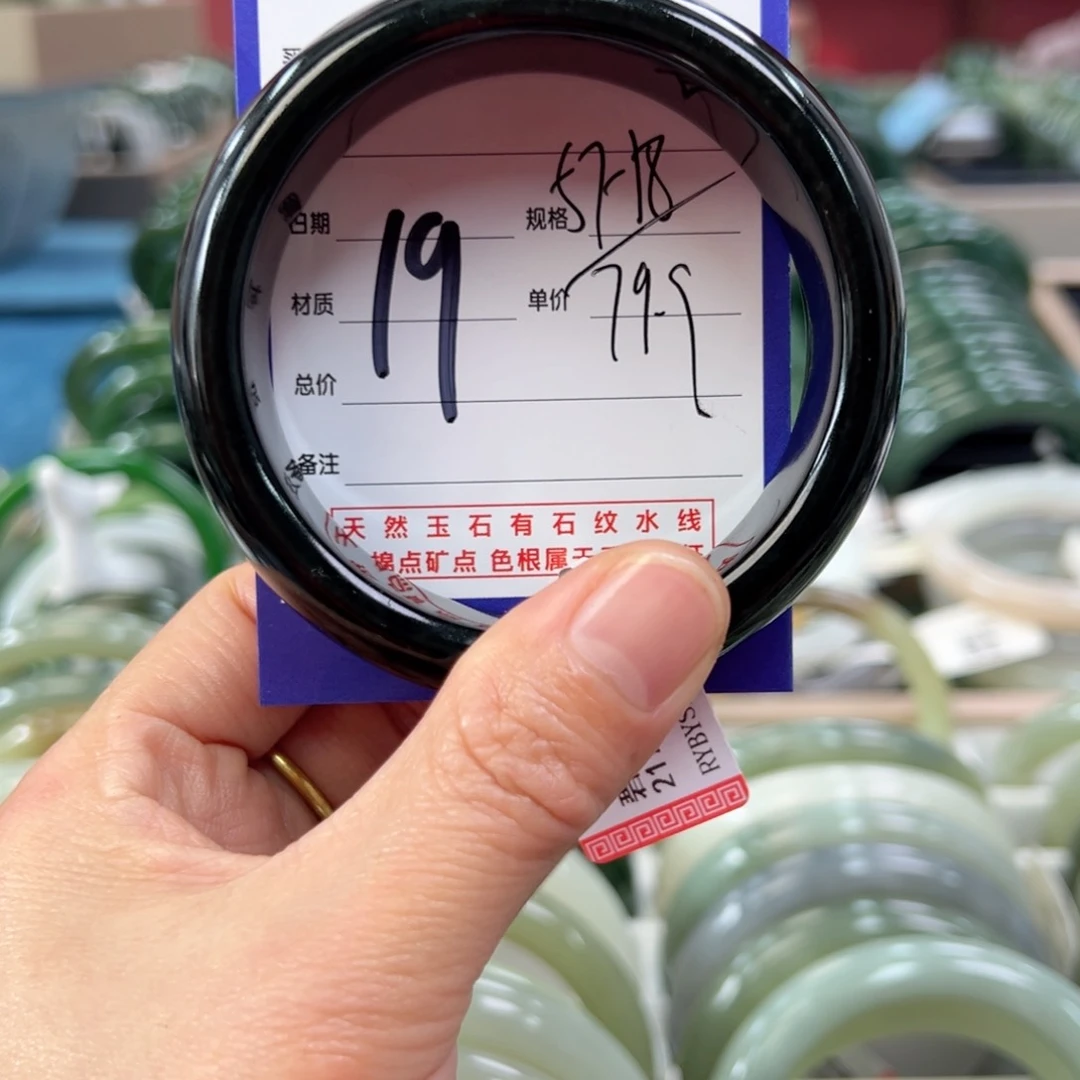 日期 规格 57-18
19
材质 单价 79.9
总价
备注
天然玉石有石纹水线
棉点矿点 色根属于
RYBYS